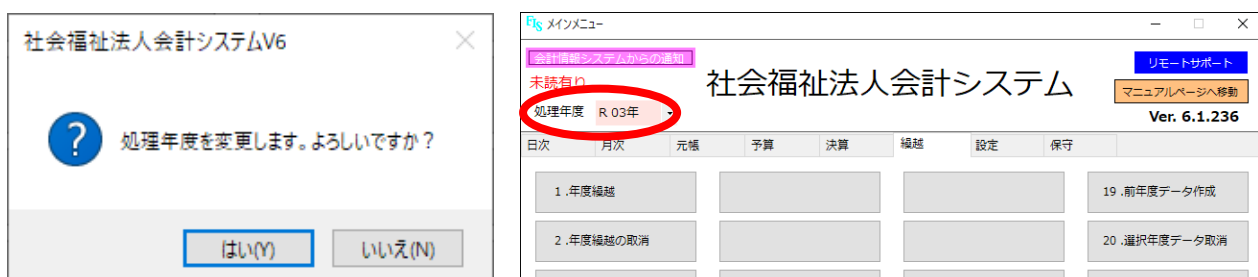 社会福祉法人会計システムV6
処理年度を変更します。よろしいですか？
はい(Y)
いいえ(N)
FIS メインメニュー
会計情報システムからの通知
未読有り
社会福祉法人会計システム
リモートサポート
マニュアルページへ移動
処理年度 R 03年
Ver. 6.1.236
日次 月次 元帳 予算 決算 繰越 設定 保守
1 .年度繰越
19 .前年度データ作成
2 .年度繰越の取消
20 .選択年度データ取消